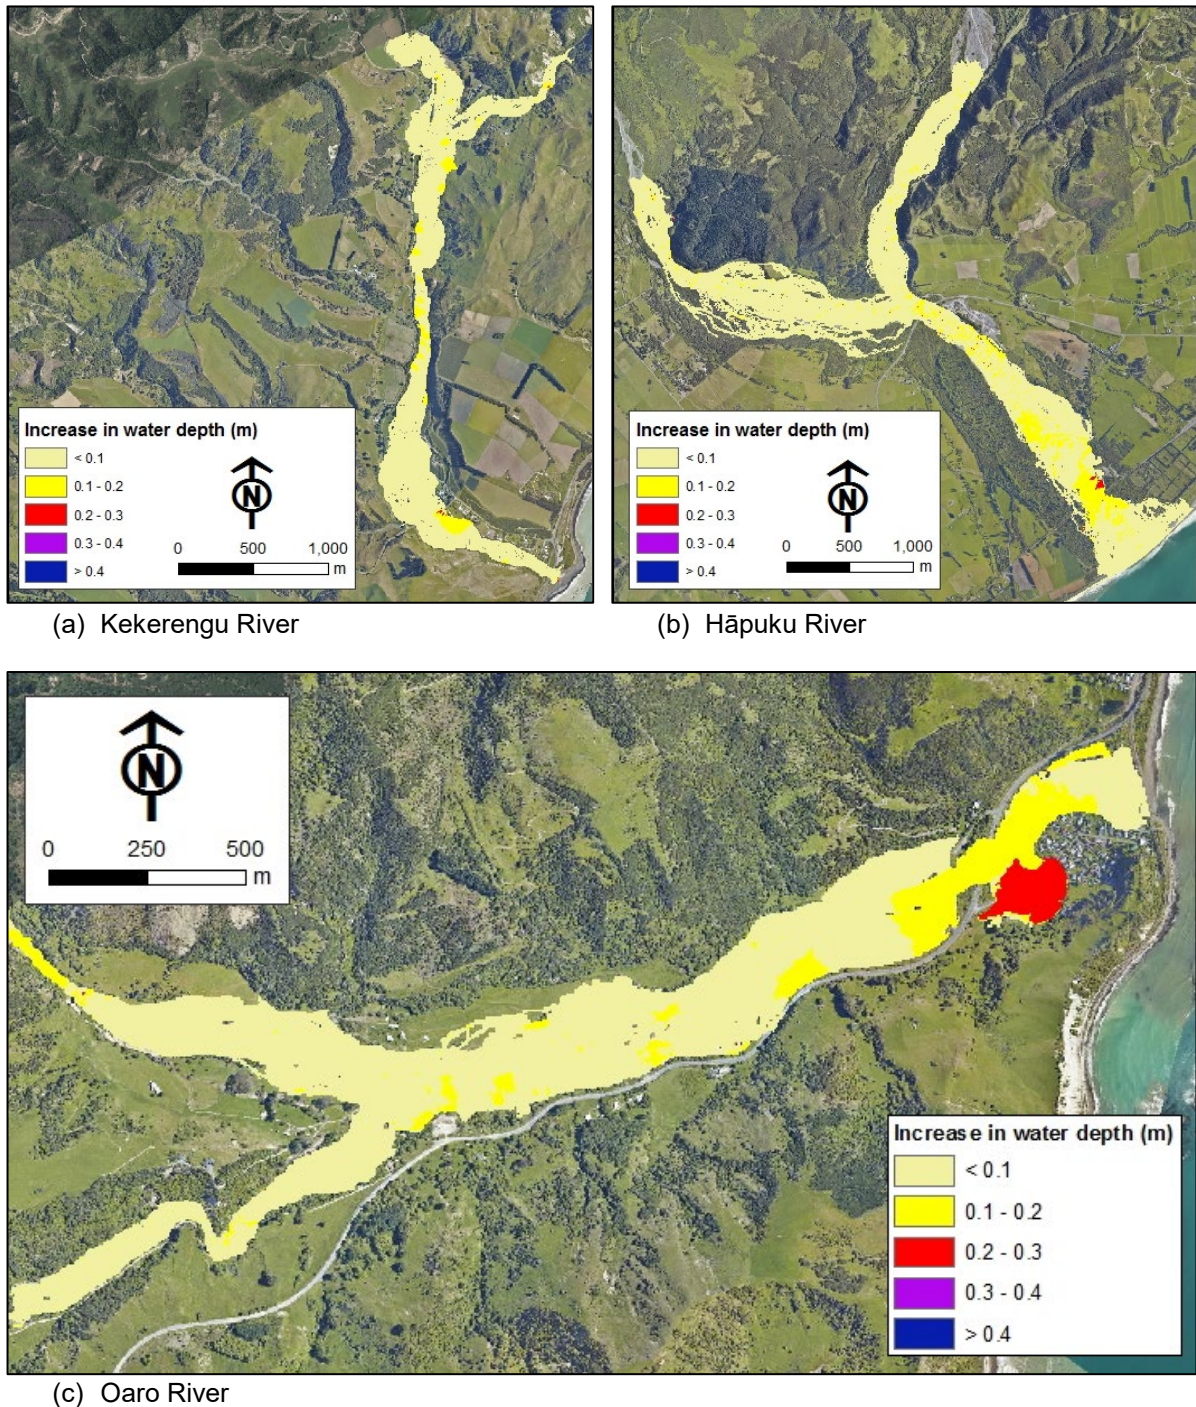 Increase in water depth (m)
< 0.1
0.1 - 0.2
0.2 - 0.3
0.3 - 0.4
> 0.4
N
0 500 1,000
m
(a) Kekerengu River
Increase in water depth (m)
< 0.1
0.1 - 0.2
0.2 - 0.3
0.3 - 0.4
> 0.4
N
0 500 1,000
m
(b) Hāpuku River
N
0 250 500
m
Increase in water depth (m)
< 0.1
0.1 - 0.2
0.2 - 0.3
0.3 - 0.4
> 0.4
(c) Oaro River